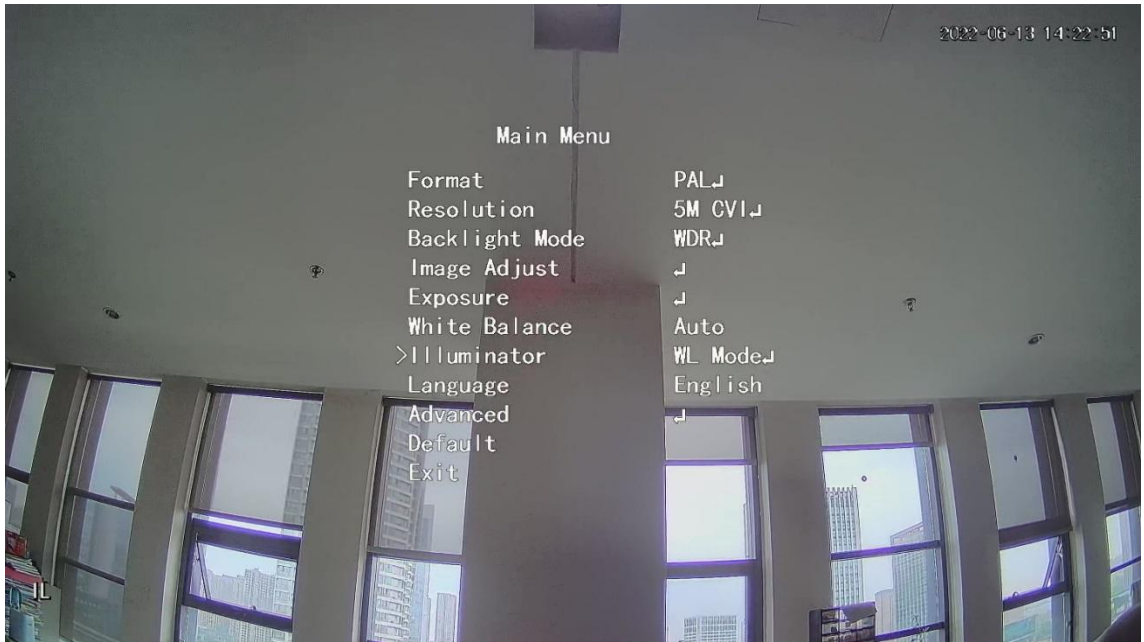 2022-06-13 14:22:51
Main Menu
Format PAL↵
Resolution 5M CVI↵
Backlight Mode WDR↵
Image Adjust ↵
Exposure ↵
White Balance Auto
>Illuminator WL Mode↵
Language English
Advanced ↵
Default
Exit
IL